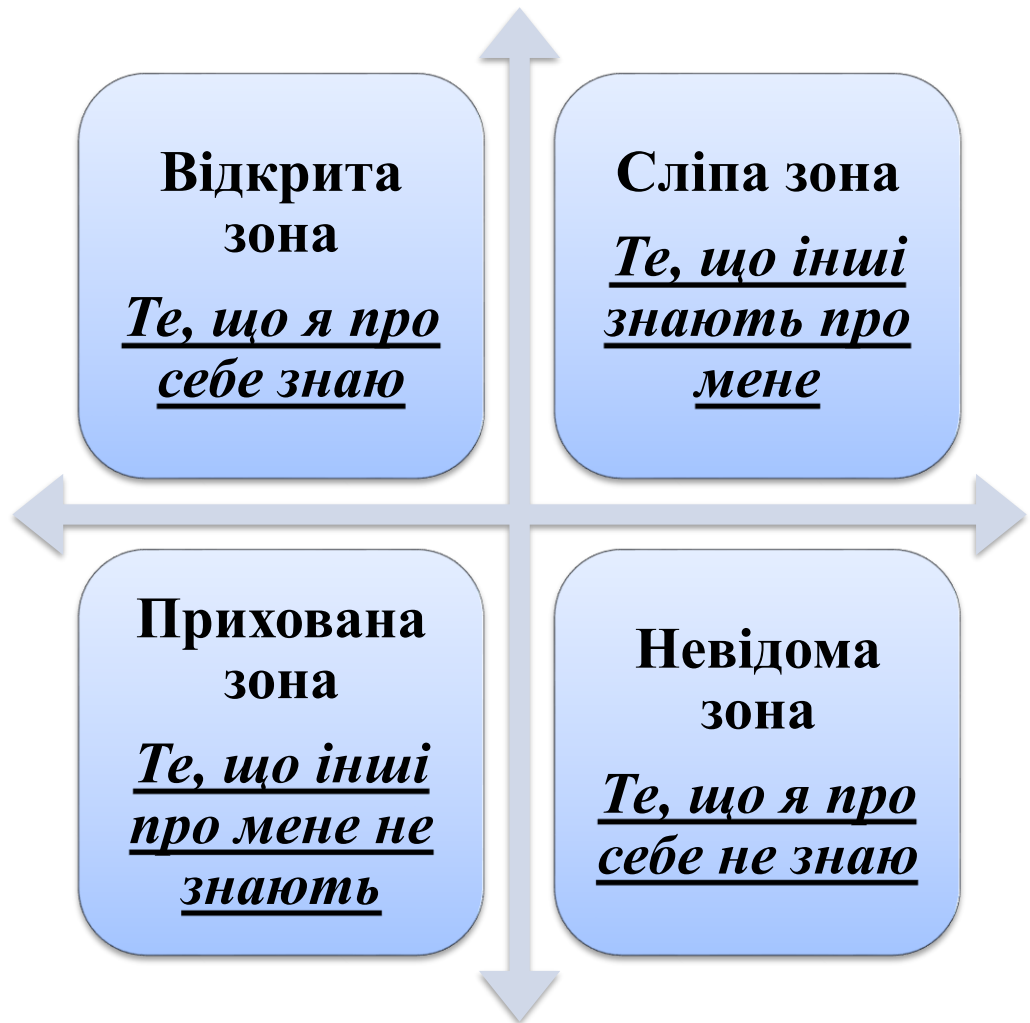 Відкрита
зона
Те, що я про
себе знаю
Сліпа зона
Те, що інші
знають про
мене
Прихована
зона
Те, що інші
про мене не
знають
Невідома
зона
Те, що я про
себе не знаю